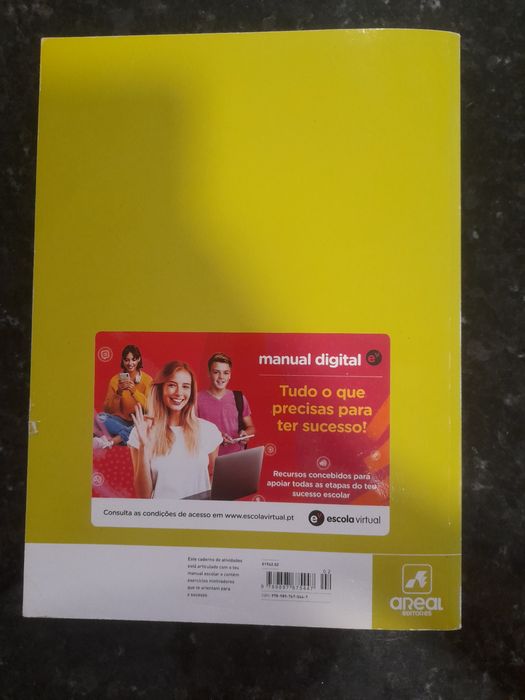 manual digital
Tudo o que
precisas para
ter sucesso!
Recursos concebidos para
apoiar todas as etapas do teu
sucesso escolar
Consulta as condições de acesso em www.escolavirtual.pt
e escolavirtual
Este caderno de atividades
está articulado com o teu
manual escolar e contém
exercícios motivadores
que te orientam para
o sucesso.
02
areal
editores